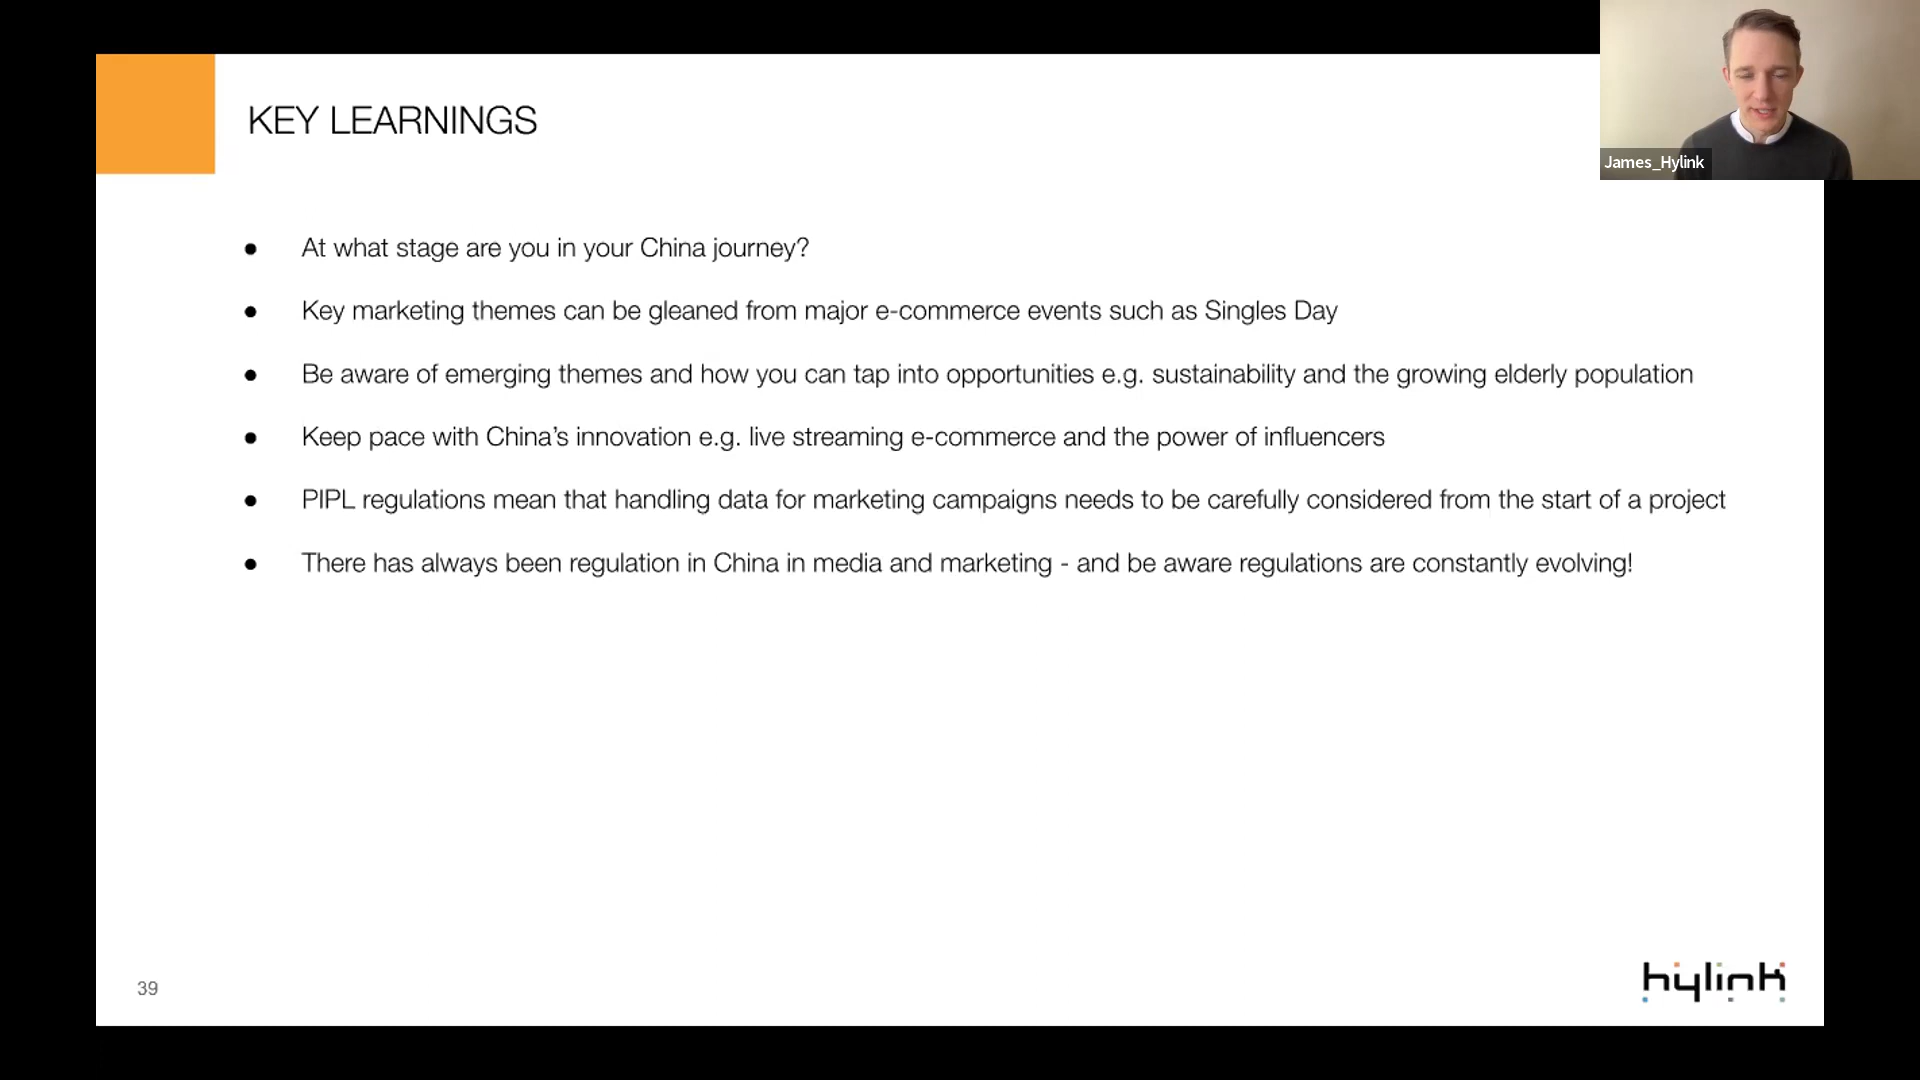 KEY LEARNINGS
James_Hylink
● At what stage are you in your China journey?
● Key marketing themes can be gleaned from major e-commerce events such as Singles Day
● Be aware of emerging themes and how you can tap into opportunities e.g. sustainability and the growing elderly population
● Keep pace with China’s innovation e.g. live streaming e-commerce and the power of influencers
● PIPL regulations mean that handling data for marketing campaigns needs to be carefully considered from the start of a project
● There has always been regulation in China in media and marketing - and be aware regulations are constantly evolving!
39
hylink